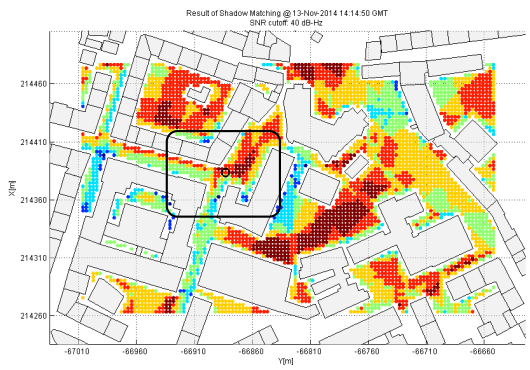 Result of Shadow Matching @ 13-Nov-2014 14:14:50 GMT
SNR cutoff: 40 dB-Hz
214460
214410
214360
214310
214260
X[m]
-67010 -66960 -66910 -66860 -66810 -66760 -66710 -66660
Y[m]